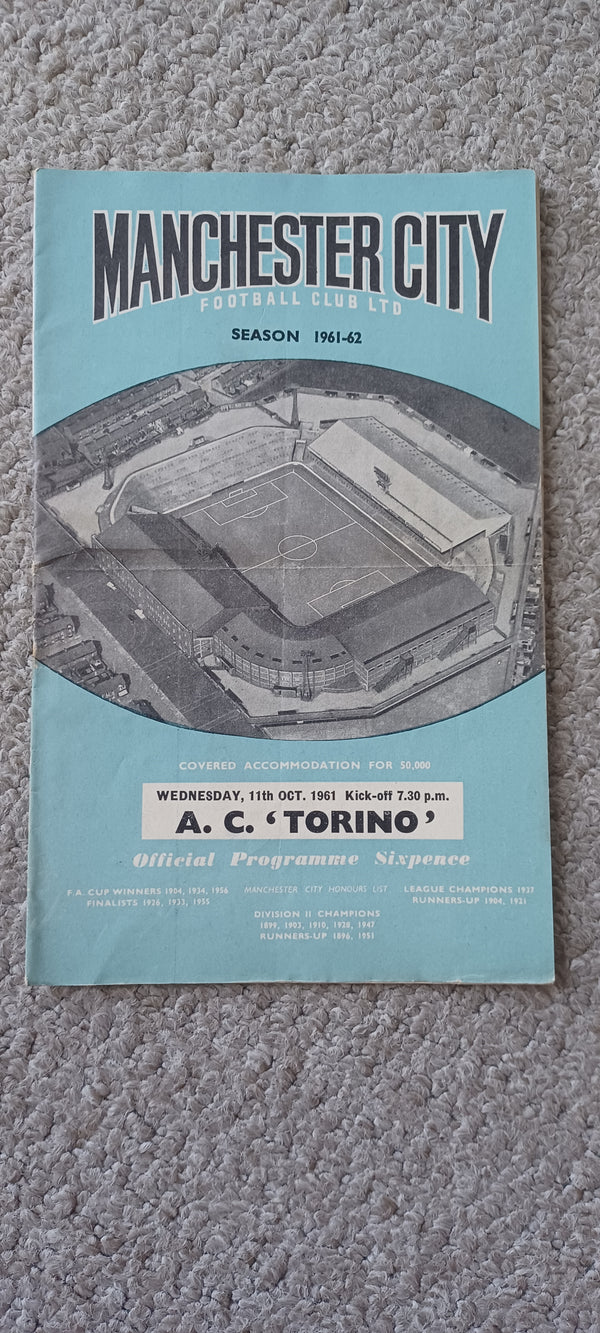 MANCHESTER CITY
FOOTBALL CLUB LTD
SEASON 1961-62
COVERED ACCOMMODATION FOR 50,000
WEDNESDAY, 11th OCT. 1961 Kick-off 7.30 p.m.
A. C. ‘TORINO’
Official Programme Sixpence
F.A. CUP WINNERS 1904, 1934, 1956
FINALISTS 1926, 1933, 1955
MANCHESTER CITY HONOURS LIST
LEAGUE CHAMPIONS 1937
RUNNERS-UP 1904, 1921
DIVISION II CHAMPIONS
1899, 1903, 1910, 1928, 1947
RUNNERS-UP 1896, 1951